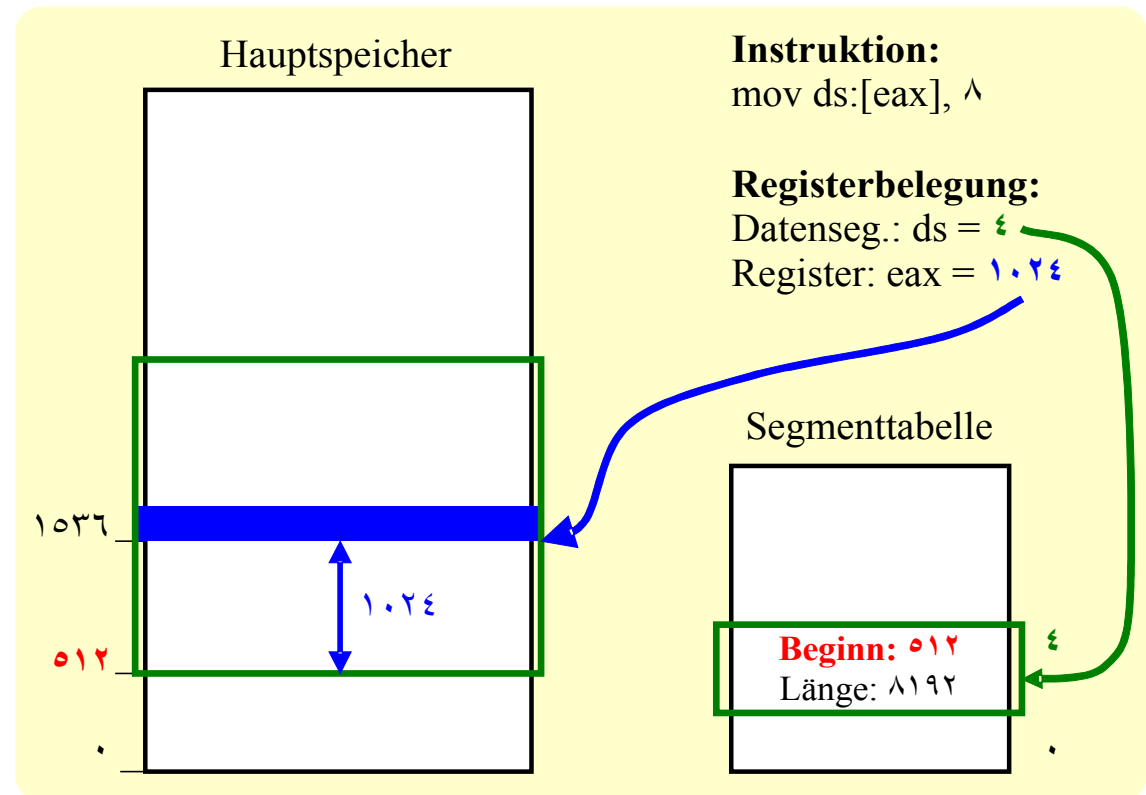 Hauptspeicher
Instruktion:
mov ds:[eax], ٨
Registerbelegung:
Datenseg.: ds = ٤
Register: eax = ١٠٢٤
Segmenttabelle
١٥٣٦
١٠٢٤
٥١٢
٠
Beginn: ٥١٢
Länge: ٨١٩٢
٤
٠